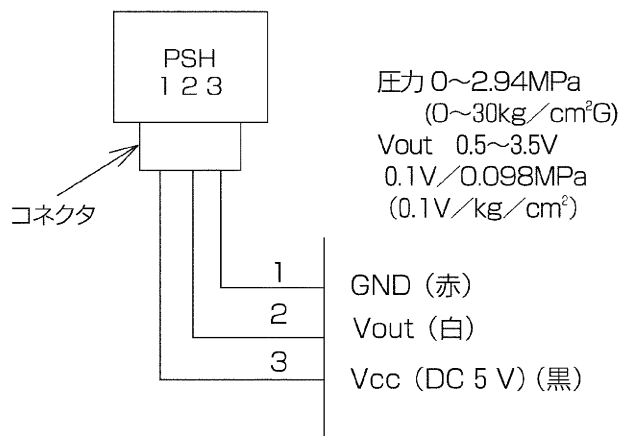 PSH
1 2 3
圧力 0～2.94MPa
(0～30kg／cm²G)
Vout 0.5～3.5V
0.1V／0.098MPa
(0.1V／kg／cm²)
コネクタ
1
GND（赤）
2
Vout（白）
3
Vcc（DC 5 V）（黒）